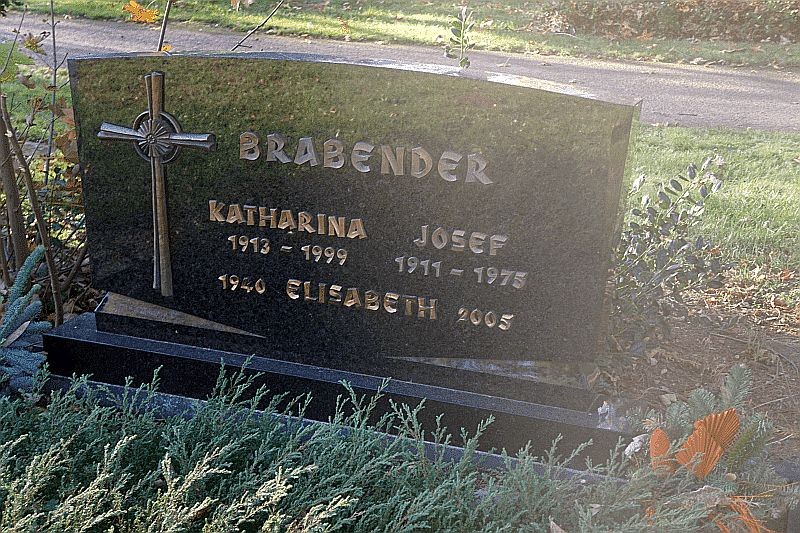 BRABENDER
KATHARINA JOSEF
1913 - 1999 1911 - 1975
1940 ELISABETH 2005